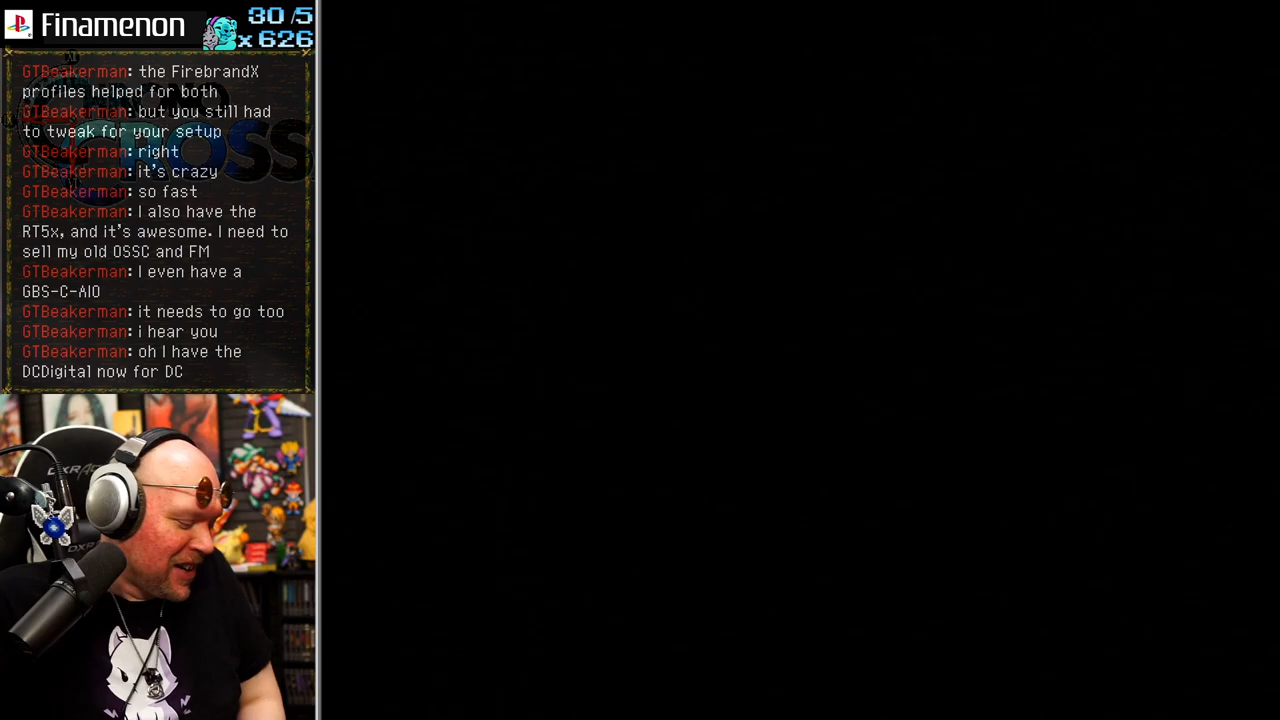 Finamenon
30/5
x626
GTBeakerman: the FirebrandX
profiles helped for both
GTBeakerman: but you still had
to tweak for your setup
GTBeakerman: right
GTBeakerman: it's crazy
GTBeakerman: so fast
GTBeakerman: I also have the
RT5x, and it's awesome. I need to
sell my old OSSC and FM
GTBeakerman: I even have a
GBS-C-AIO
GTBeakerman: it needs to go too
GTBeakerman: i hear you
GTBeakerman: oh I have the
DCDigital now for DC
CROSS
DXRA